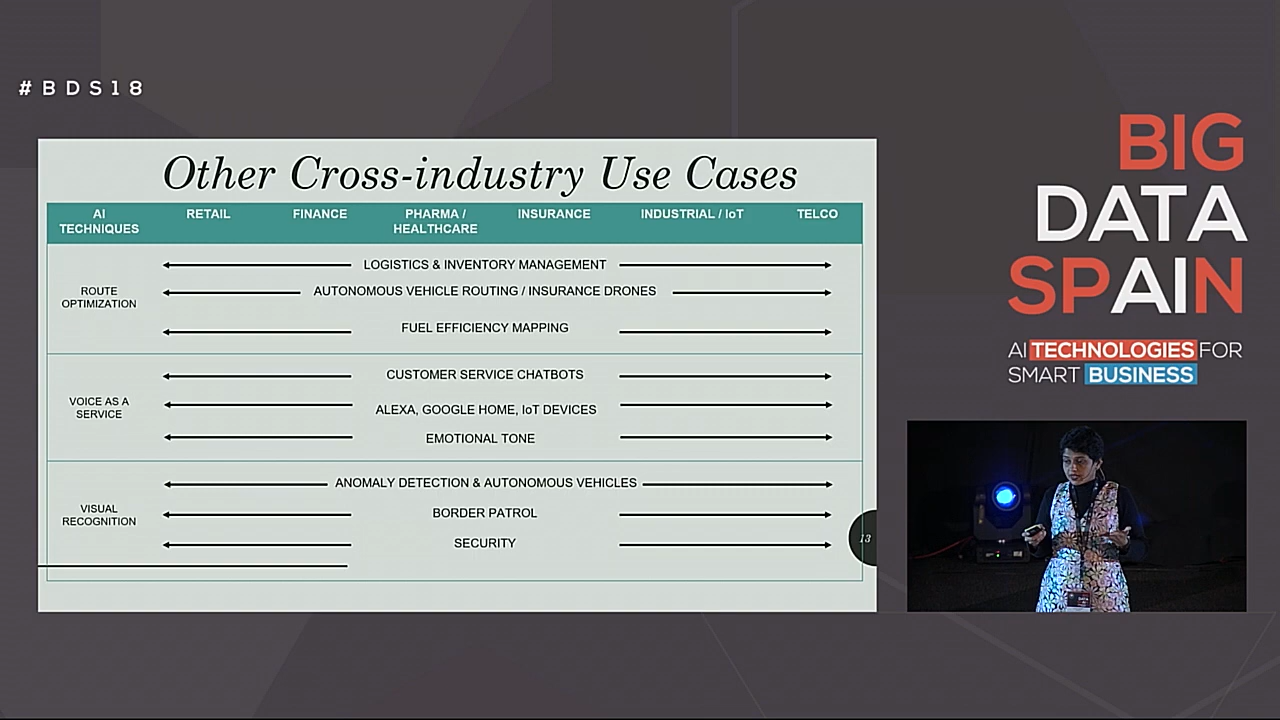 #BDS18
Other Cross-industry Use Cases
AI TECHNIQUES
RETAIL
FINANCE
PHARMA / HEALTHCARE
INSURANCE
INDUSTRIAL / IoT
TELCO
ROUTE OPTIMIZATION
LOGISTICS & INVENTORY MANAGEMENT
AUTONOMOUS VEHICLE ROUTING / INSURANCE DRONES
FUEL EFFICIENCY MAPPING
VOICE AS A SERVICE
CUSTOMER SERVICE CHATBOTS
ALEXA, GOOGLE HOME, IoT DEVICES
EMOTIONAL TONE
VISUAL RECOGNITION
ANOMALY DETECTION & AUTONOMOUS VEHICLES
BORDER PATROL
SECURITY
13
BIG
DATA
SPAIN
AI TECHNOLOGIES FOR
SMART BUSINESS